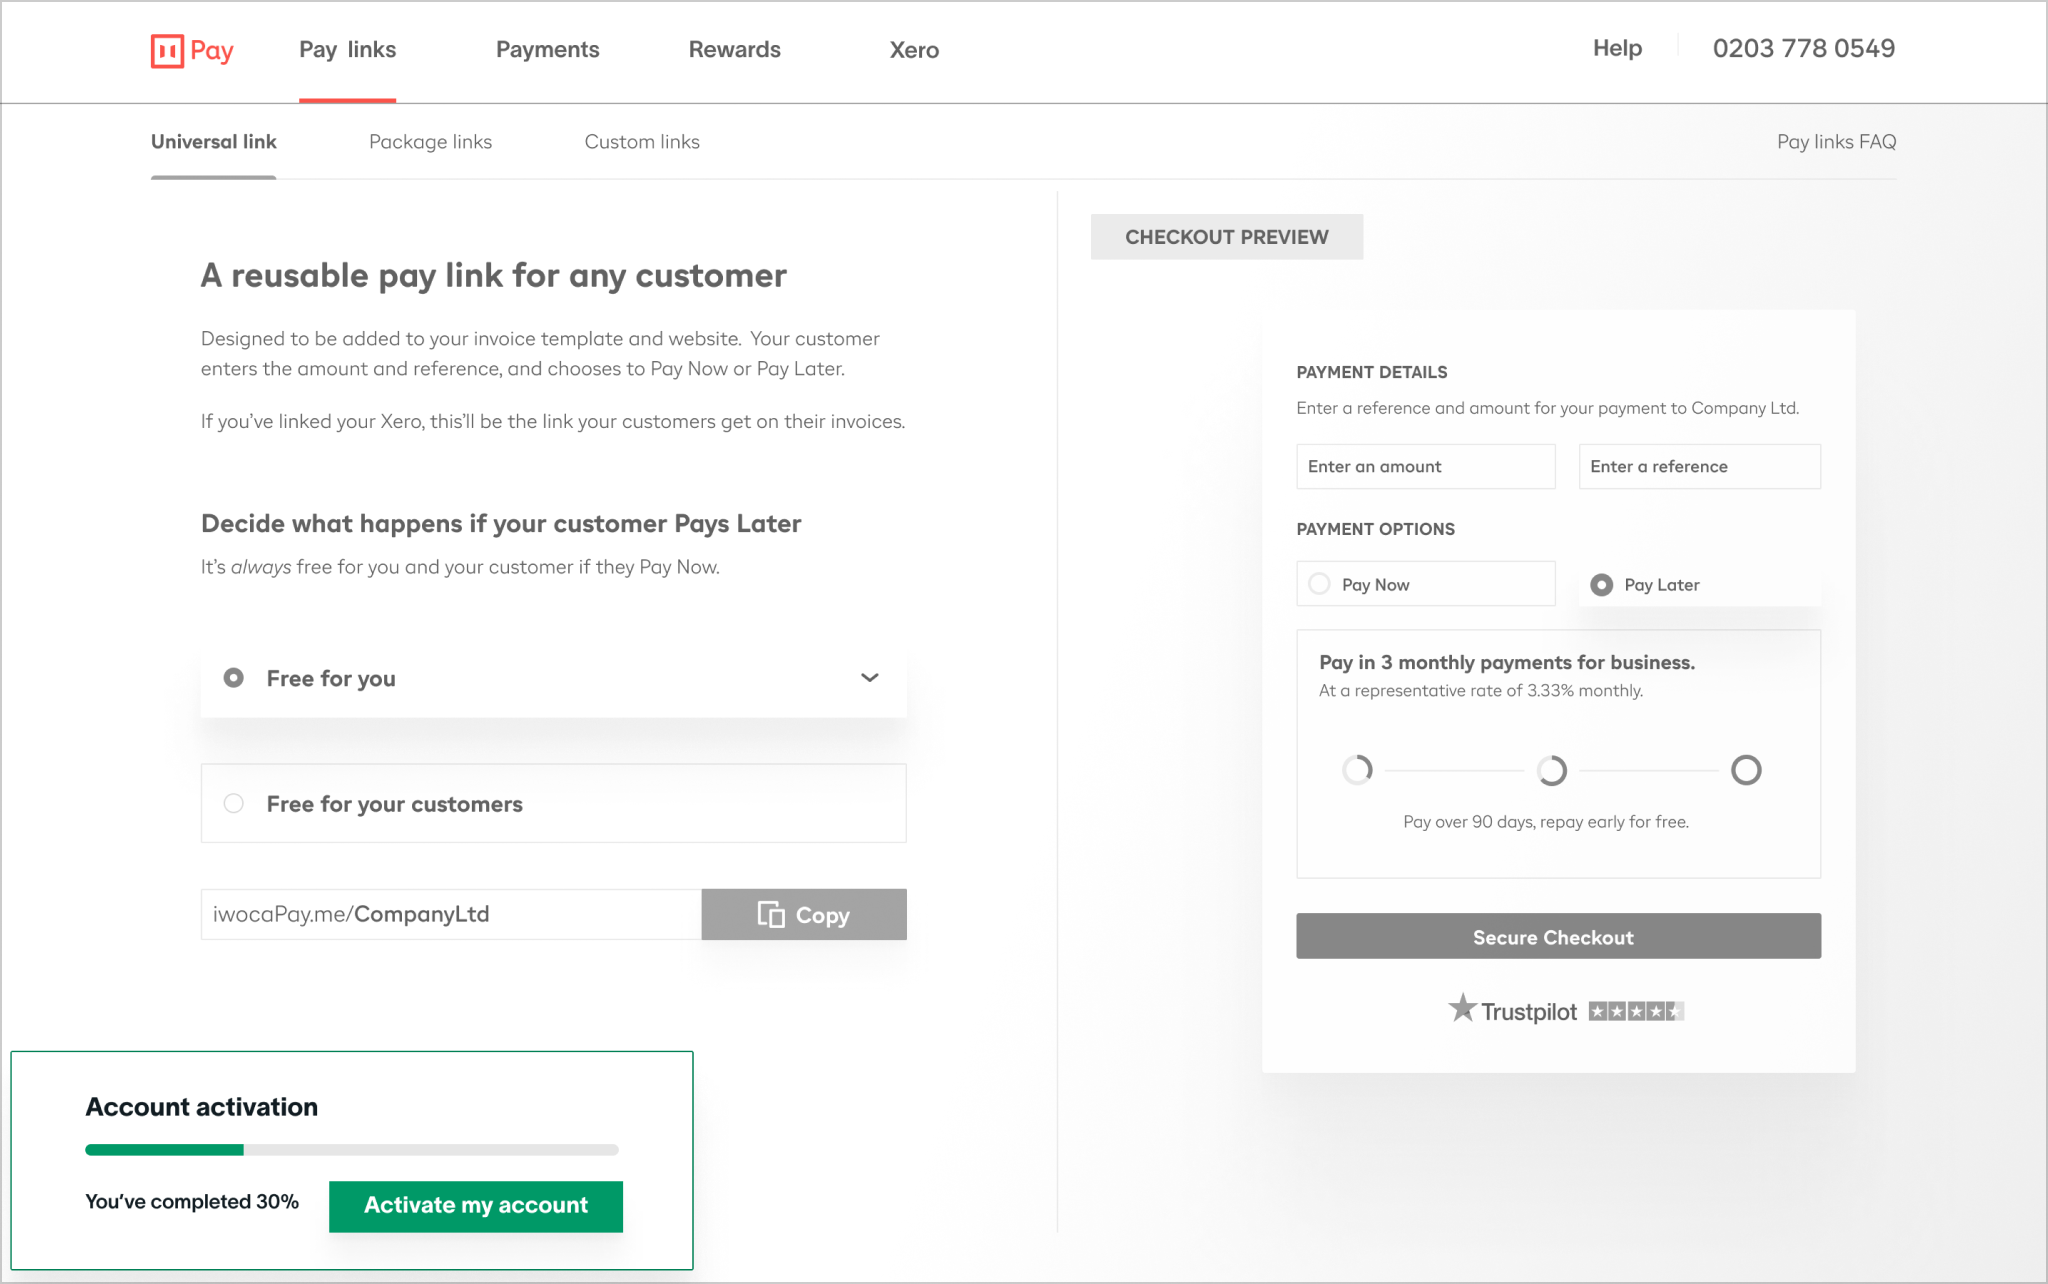 Pay
Pay links
Payments
Rewards
Xero
Help
0203 778 0549
Universal link
Package links
Custom links
Pay links FAQ
A reusable pay link for any customer
Designed to be added to your invoice template and website. Your customer
enters the amount and reference, and chooses to Pay Now or Pay Later.
If you’ve linked your Xero, this’ll be the link your customers get on their invoices.
Decide what happens if your customer Pays Later
It’s always free for you and your customer if they Pay Now.
Free for you
Free for your customers
iwocaPay.me/CompanyLtd
Copy
Account activation
You’ve completed 30%
Activate my account
CHECKOUT PREVIEW
PAYMENT DETAILS
Enter a reference and amount for your payment to Company Ltd.
Enter an amount
Enter a reference
PAYMENT OPTIONS
Pay Now
Pay Later
Pay in 3 monthly payments for business.
At a representative rate of 3.33% monthly.
Pay over 90 days, repay early for free.
Secure Checkout
Trustpilot